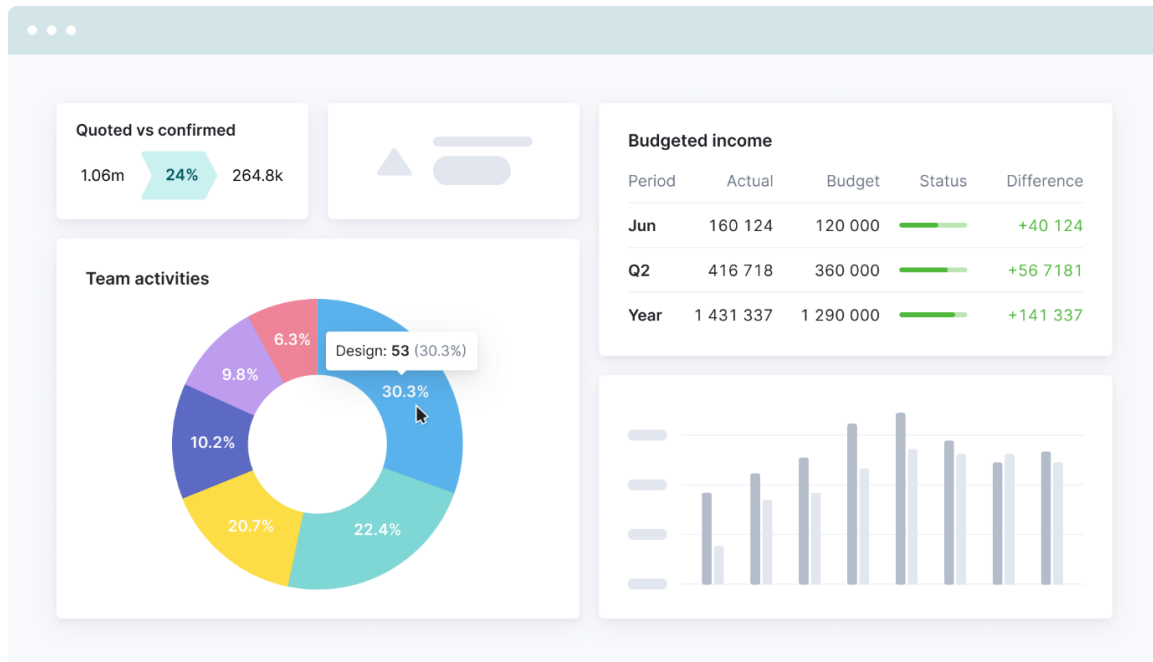 Quoted vs confirmed
1.06m 24% 264.8k
Budgeted income
Period Actual Budget Status Difference
Jun 160 124 120 000 +40 124
Q2 416 718 360 000 +56 7181
Year 1 431 337 1 290 000 +141 337
Team activities
6.3%
Design: 53 (30.3%)
9.8%
30.3%
10.2%
20.7%
22.4%